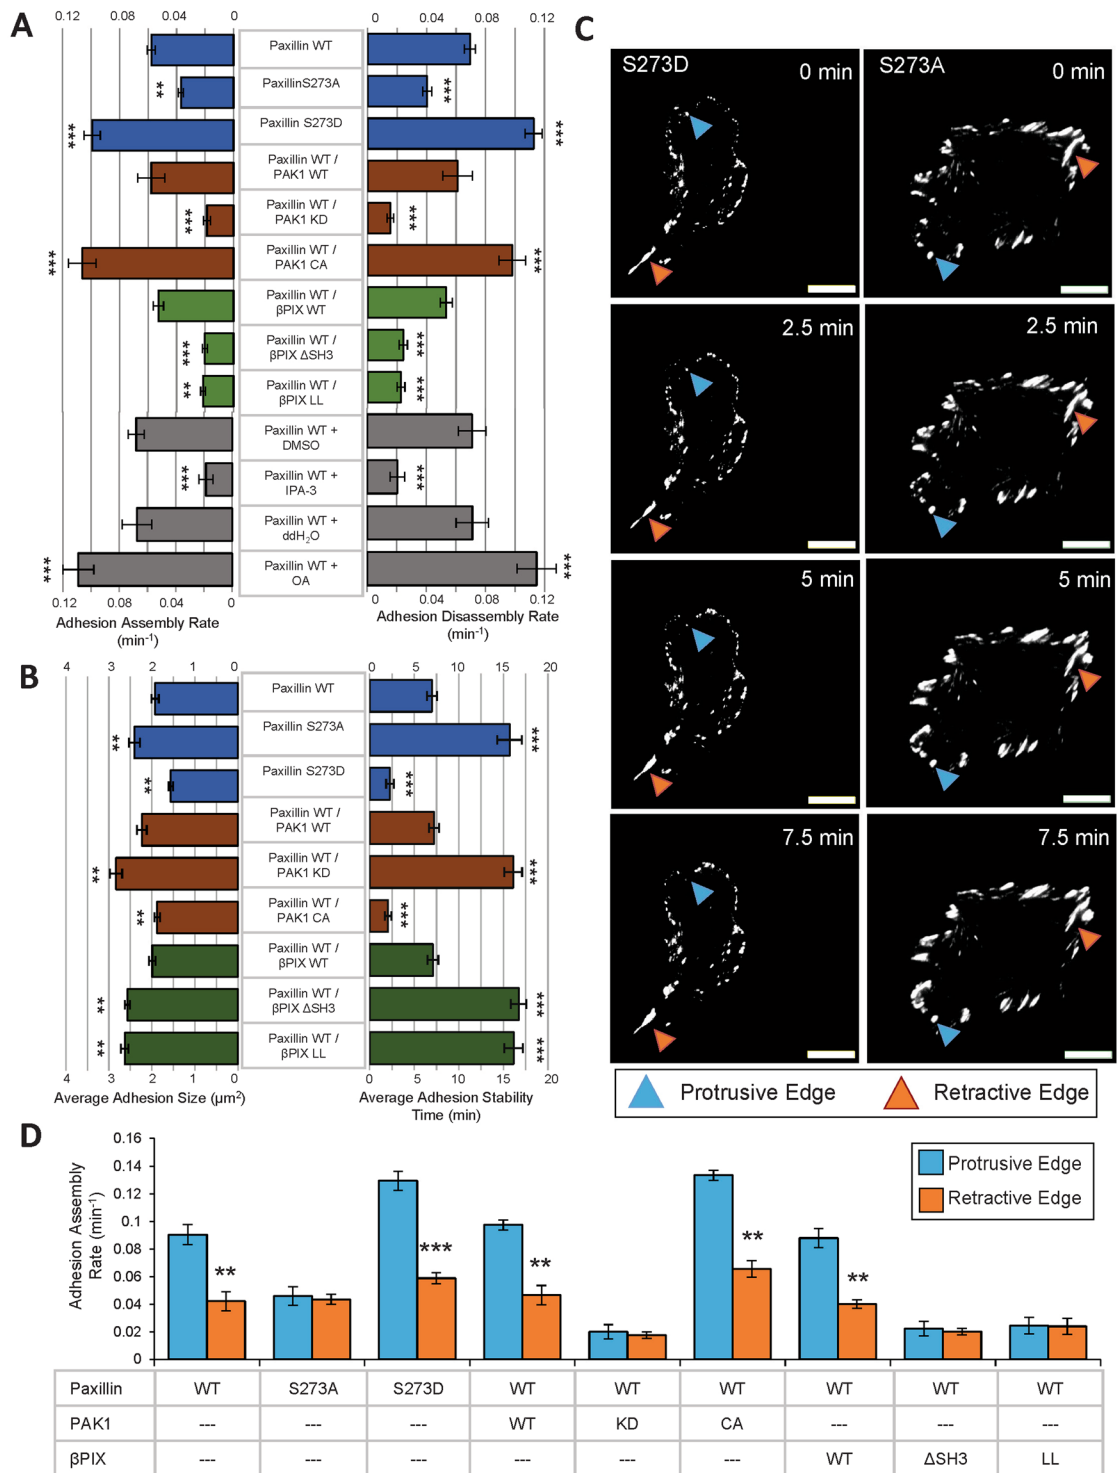 A
0.12 0.04 0
0 0.04 0.12
Paxillin WT
PaxillinS273A
** ***
Paxillin S273D
*** ***
Paxillin WT /
PAK1 WT
Paxillin WT /
PAK1 KD
*** ***
Paxillin WT /
PAK1 CA
*** ***
Paxillin WT /
βPIX WT
Paxillin WT /
βPIX ΔSH3
*** ***
Paxillin WT /
βPIX LL
** ***
Paxillin WT +
DMSO
Paxillin WT +
IPA-3
*** ***
Paxillin WT +
ddH₂O
Paxillin WT +
OA
*** ***
0.12 0.08 0.04 0
0 0.04 0.08 0.12
Adhesion Assembly Rate
(min⁻¹)
Adhesion Disassembly Rate
(min⁻¹)
B
4 3 2 1 0
0 5 10 15 20
Paxillin WT
Paxillin S273A
** ***
Paxillin S273D
** ***
Paxillin WT /
PAK1 WT
Paxillin WT /
PAK1 KD
** ***
Paxillin WT /
PAK1 CA
** ***
Paxillin WT /
βPIX WT
Paxillin WT /
βPIX ΔSH3
** ***
Paxillin WT /
βPIX LL
** ***
4 3 2 1 0
0 5 10 15 20
Average Adhesion Size (µm²)
Average Adhesion Stability
Time (min)
C
S273D 0 min
S273A 0 min
2.5 min
2.5 min
5 min
5 min
7.5 min
7.5 min
Protrusive Edge
Retractive Edge
D
Adhesion Assembly
Rate (min⁻¹)
0.16
0.14
0.12
0.1
0.08
0.06
0.04
0.02
0
Protrusive Edge
Retractive Edge
** *** ** ** **
Paxillin WT S273A S273D WT WT WT WT WT WT
PAK1 --- --- --- WT KD CA --- --- ---
βPIX --- --- --- --- --- --- WT ΔSH3 LL